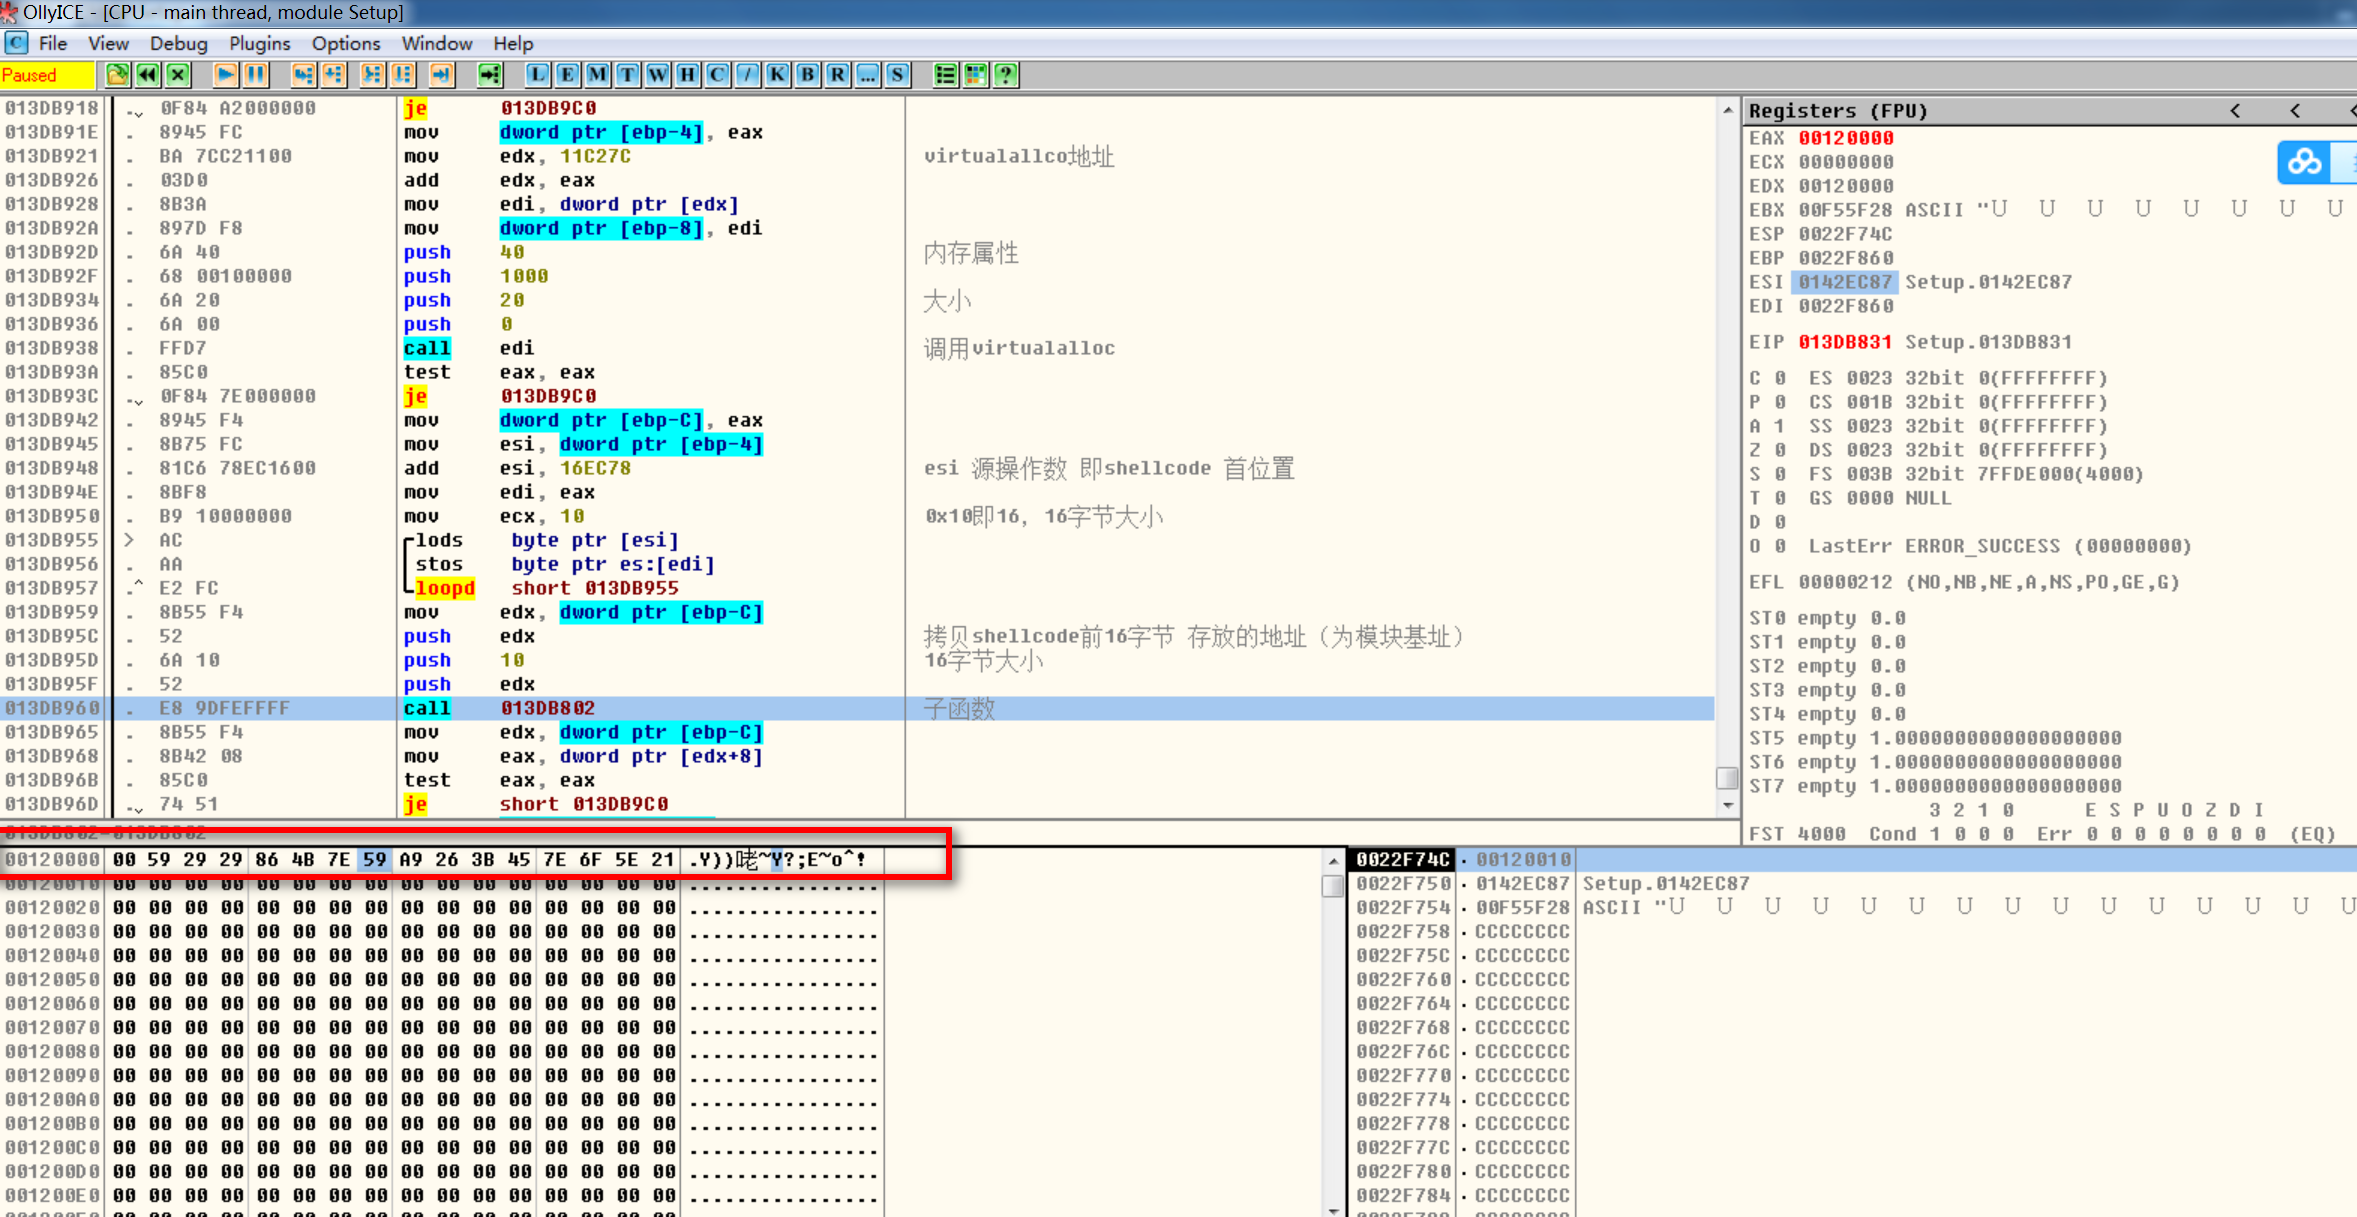 OllyICE - [CPU - main thread, module Setup]
File View Debug Plugins Options Window Help
Paused
L E M T W H C / K B R ... S
013DB918 0F84 A2000000 je 013DB9C0
013DB91E . 8945 FC mov dword ptr [ebp-4], eax
013DB921 . BA 7CC21100 mov edx, 11C27C virtualallco地址
013DB926 . 03D0 add edx, eax
013DB928 . 8B3A mov edi, dword ptr [edx]
013DB92A . 897D F8 mov dword ptr [ebp-8], edi
013DB92D . 6A 40 push 40 内存属性
013DB92F . 68 00100000 push 1000
013DB934 . 6A 20 push 20 大小
013DB936 . 6A 00 push 0
013DB938 . FFD7 call edi 调用virtualalloc
013DB93A . 85C0 test eax, eax
013DB93C 0F84 7E000000 je 013DB9C0
013DB942 . 8945 F4 mov dword ptr [ebp-C], eax
013DB945 . 8B75 FC mov esi, dword ptr [ebp-4]
013DB948 . 81C6 78EC1600 add esi, 16EC78 esi 源操作数 即shellcode 首位置
013DB94E . 8BF8 mov edi, eax
013DB950 . B9 10000000 mov ecx, 10 0x10即16, 16字节大小
013DB955 > AC lods byte ptr [esi]
013DB956 . AA stos byte ptr es:[edi]
013DB957 .^ E2 FC loopd short 013DB955
013DB959 . 8B55 F4 mov edx, dword ptr [ebp-C]
013DB95C . 52 push edx 拷贝shellcode前16字节 存放的地址（为模块基址）
013DB95D . 6A 10 push 10 16字节大小
013DB95F . 52 push edx
013DB960 . E8 9DFEFFFF call 013DB802 子函数
013DB965 . 8B55 F4 mov edx, dword ptr [ebp-C]
013DB968 . 8B42 08 mov eax, dword ptr [edx+8]
013DB96B . 85C0 test eax, eax
013DB96D 74 51 je short 013DB9C0
013DB802-013DB802
Registers (FPU) < < <
EAX 00120000
ECX 00000000
EDX 00120000
EBX 00F55F28 ASCII "U U U U U U U U
ESP 0022F74C
EBP 0022F860
ESI 0142EC87 Setup.0142EC87
EDI 0022F860
EIP 013DB831 Setup.013DB831
C 0 ES 0023 32bit 0(FFFFFFFF)
P 0 CS 001B 32bit 0(FFFFFFFF)
A 1 SS 0023 32bit 0(FFFFFFFF)
Z 0 DS 0023 32bit 0(FFFFFFFF)
S 0 FS 003B 32bit 7FFDE000(4000)
T 0 GS 0000 NULL
D 0
O 0 LastErr ERROR_SUCCESS (00000000)
EFL 00000212 (NO,NB,NE,A,NS,PO,GE,G)
ST0 empty 0.0
ST1 empty 0.0
ST2 empty 0.0
ST3 empty 0.0
ST4 empty 0.0
ST5 empty 1.0000000000000000000
ST6 empty 1.0000000000000000000
ST7 empty 1.0000000000000000000
3 2 1 0 E S P U O Z D I
FST 4000 Cond 1 0 0 0 Err 0 0 0 0 0 0 0 0 (EQ)
00120000 00 59 29 29 86 4B 7E 59 A9 26 3B 45 7E 6F 5E 21 .Y))咾~Y?;E~o^!
00120010 00 00 00 00 00 00 00 00 00 00 00 00 00 00 00 00 ................
00120020 00 00 00 00 00 00 00 00 00 00 00 00 00 00 00 00 ................
00120030 00 00 00 00 00 00 00 00 00 00 00 00 00 00 00 00 ................
00120040 00 00 00 00 00 00 00 00 00 00 00 00 00 00 00 00 ................
00120050 00 00 00 00 00 00 00 00 00 00 00 00 00 00 00 00 ................
00120060 00 00 00 00 00 00 00 00 00 00 00 00 00 00 00 00 ................
00120070 00 00 00 00 00 00 00 00 00 00 00 00 00 00 00 00 ................
00120080 00 00 00 00 00 00 00 00 00 00 00 00 00 00 00 00 ................
00120090 00 00 00 00 00 00 00 00 00 00 00 00 00 00 00 00 ................
001200A0 00 00 00 00 00 00 00 00 00 00 00 00 00 00 00 00 ................
001200B0 00 00 00 00 00 00 00 00 00 00 00 00 00 00 00 00 ................
001200C0 00 00 00 00 00 00 00 00 00 00 00 00 00 00 00 00 ................
001200D0 00 00 00 00 00 00 00 00 00 00 00 00 00 00 00 00 ................
001200E0 00 00 00 00 00 00 00 00 00 00 00 00 00 00 00 00 ................
0022F74C . 00120010
0022F750 . 0142EC87 Setup.0142EC87
0022F754 . 00F55F28 ASCII "U U U U U U U U U U U U U U U
0022F758 . CCCCCCCC
0022F75C . CCCCCCCC
0022F760 . CCCCCCCC
0022F764 . CCCCCCCC
0022F768 . CCCCCCCC
0022F76C . CCCCCCCC
0022F770 . CCCCCCCC
0022F774 . CCCCCCCC
0022F778 . CCCCCCCC
0022F77C . CCCCCCCC
0022F780 . CCCCCCCC
0022F784 . CCCCCCCC